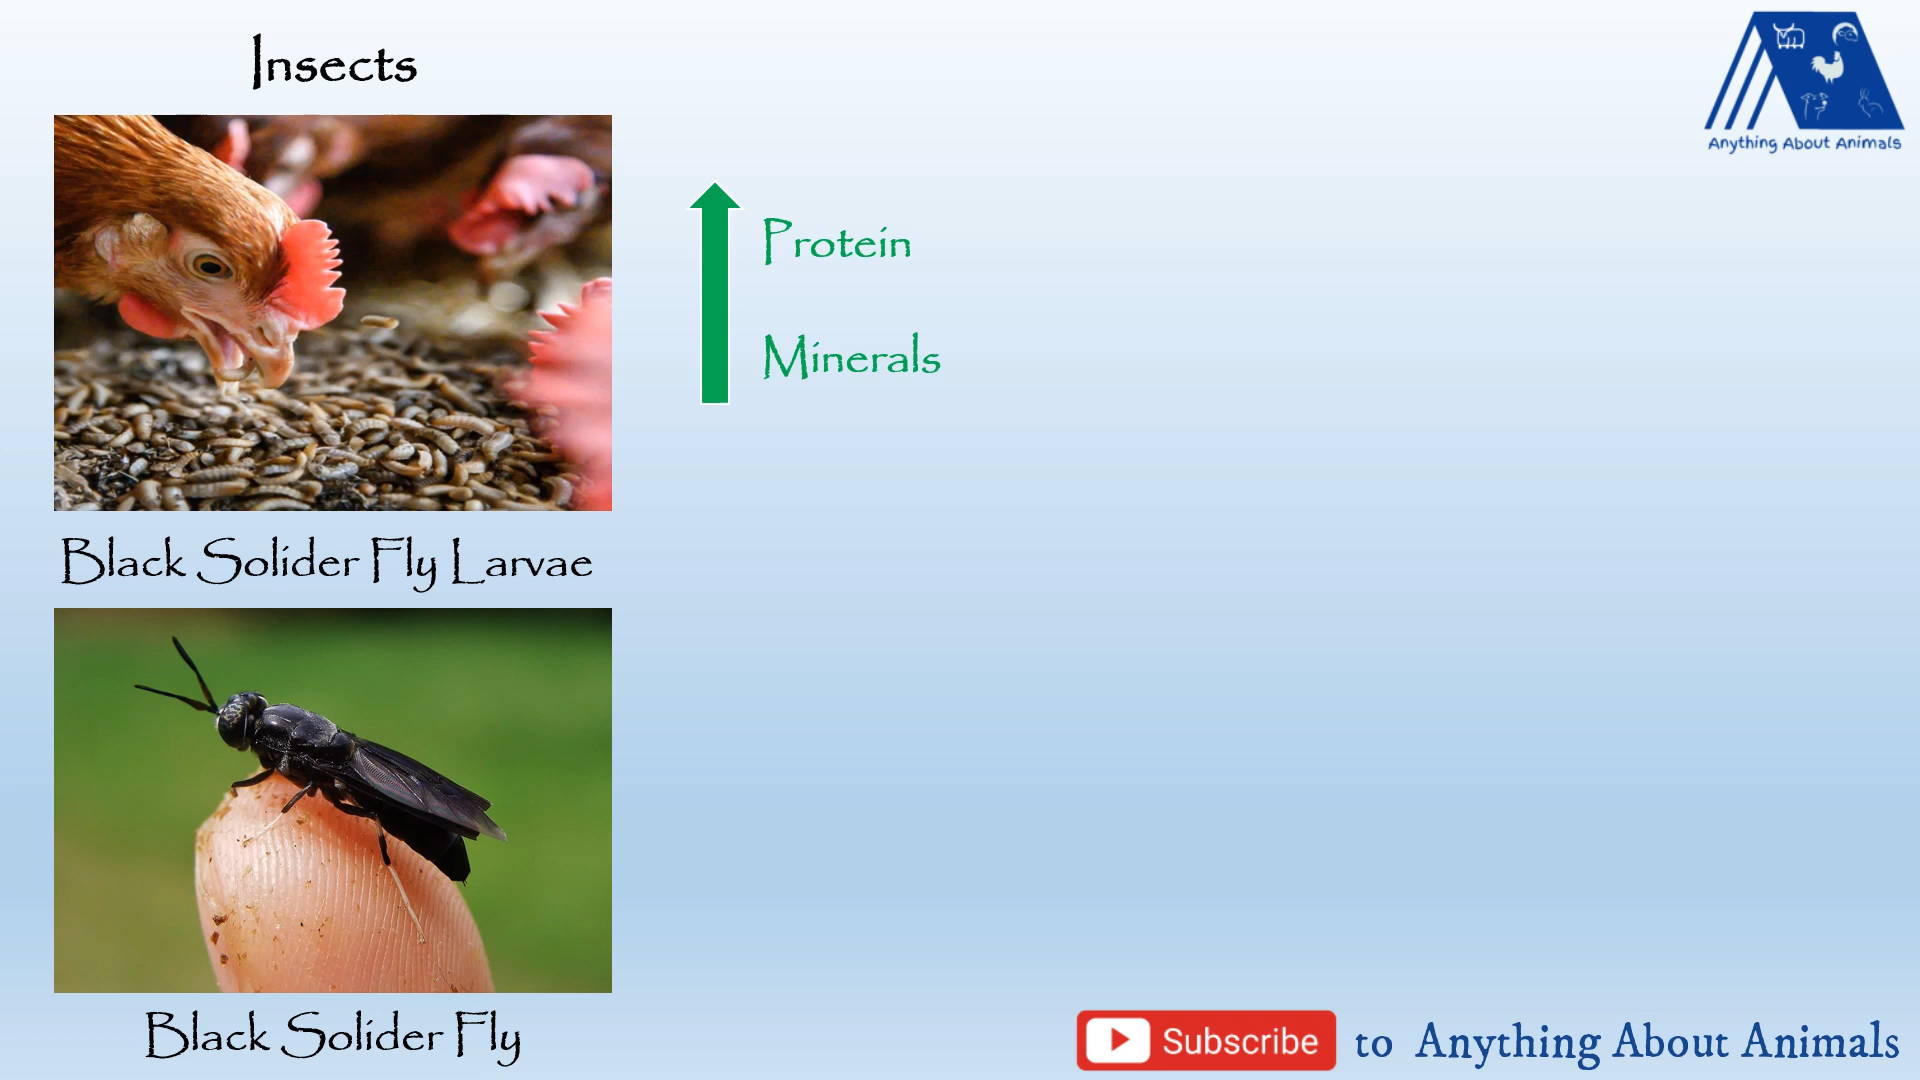 Insects
Anything About Animals
Protein
Minerals
Black Solider Fly Larvae
Black Solider Fly
Subscribe to Anything About Animals